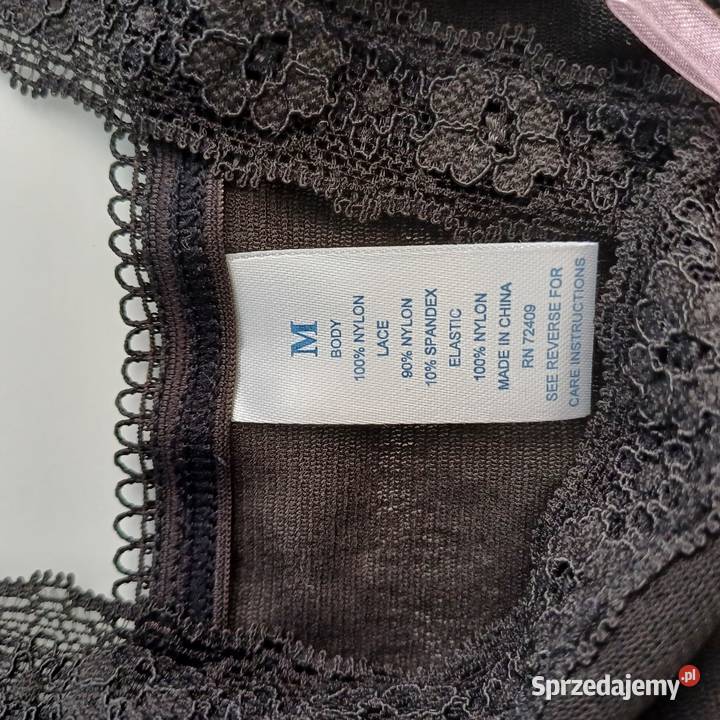 M
BODY
100% NYLON
LACE
90% NYLON
10% SPANDEX
ELASTIC
100% NYLON
MADE IN CHINA
RN 72409
SEE REVERSE FOR
CARE INSTRUCTIONS
Sprzedajemy.pl